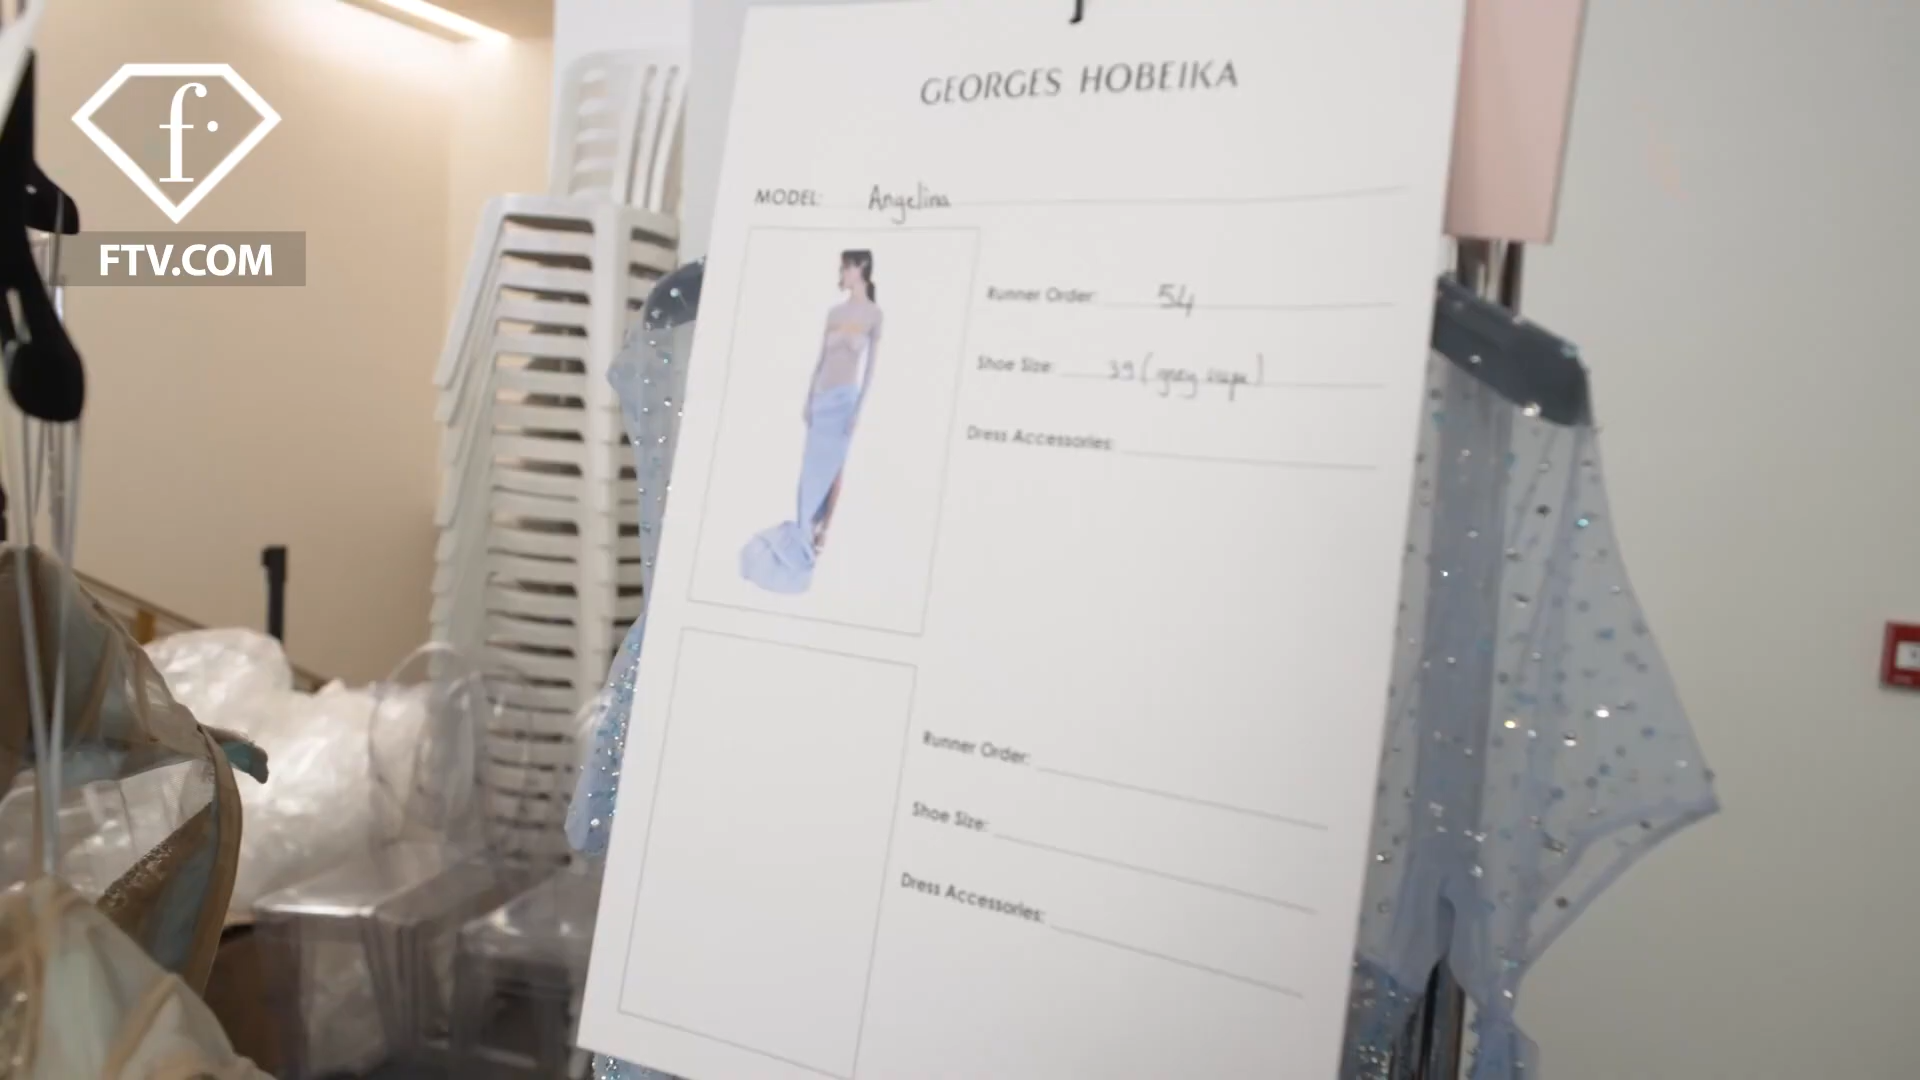 f.
FTV.COM
GEORGES HOBEIKA
MODEL: Angelina
Runner Order: 54
Shoe Size: 39 (grey
Dress Accessories:
Runner Order:
Shoe Size:
Dress Accessories: